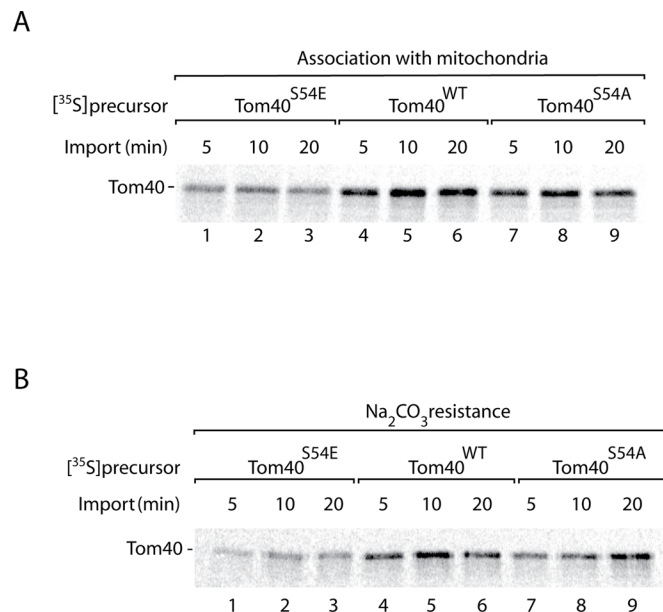 A
Association with mitochondria
[35S]precursor Tom40S54E Tom40WT Tom40S54A
Import (min) 5 10 20 5 10 20 5 10 20
Tom40 -
1 2 3 4 5 6 7 8 9
B
Na2CO3resistance
[35S]precursor Tom40S54E Tom40WT Tom40S54A
Import (min) 5 10 20 5 10 20 5 10 20
Tom40 -
1 2 3 4 5 6 7 8 9